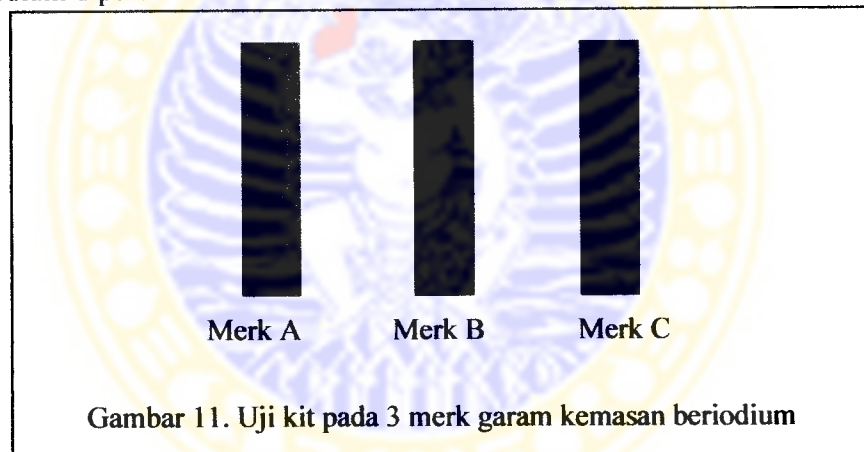 Merk A Merk B Merk C
Gambar 11. Uji kit pada 3 merk garam kemasan beriodium